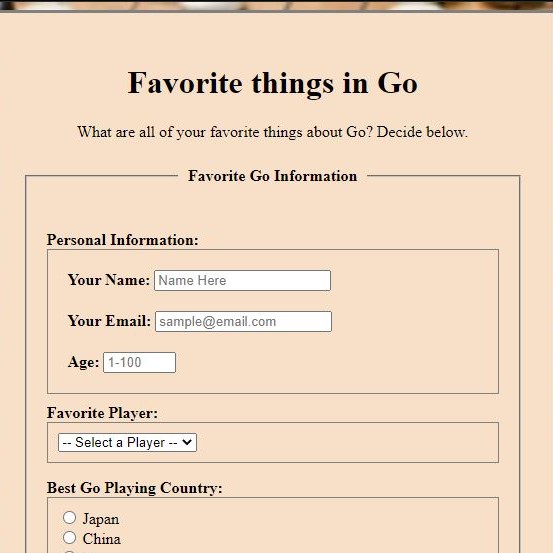 Favorite things in Go
What are all of your favorite things about Go? Decide below.
Favorite Go Information
Personal Information:
Your Name: Name Here
Your Email: sample@email.com
Age: 1-100
Favorite Player:
-- Select a Player --
Best Go Playing Country:
Japan
China